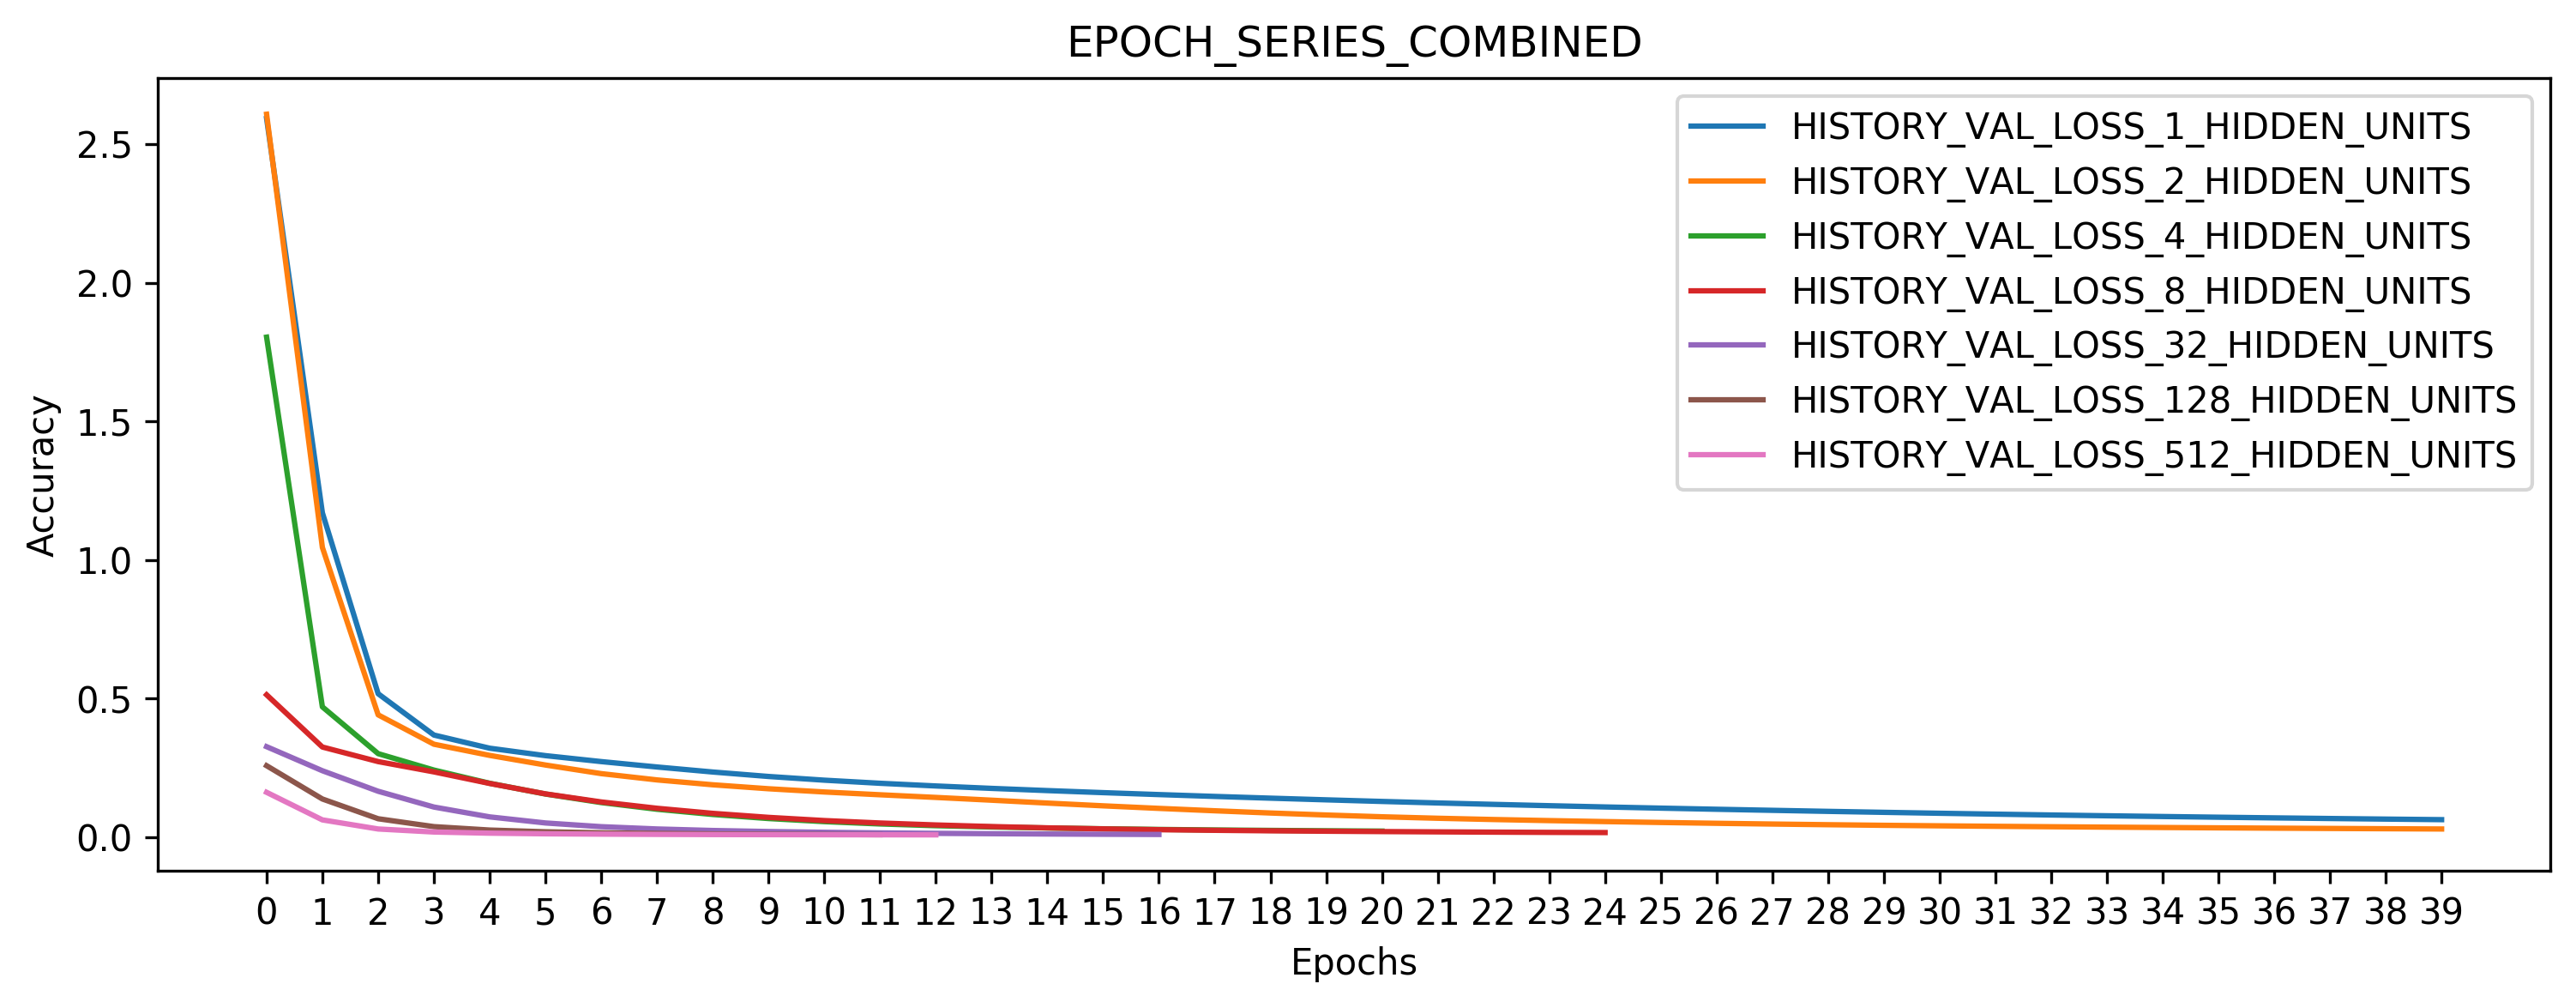 EPOCH_SERIES_COMBINED
HISTORY_VAL_LOSS_1_HIDDEN_UNITS
HISTORY_VAL_LOSS_2_HIDDEN_UNITS
HISTORY_VAL_LOSS_4_HIDDEN_UNITS
HISTORY_VAL_LOSS_8_HIDDEN_UNITS
HISTORY_VAL_LOSS_32_HIDDEN_UNITS
HISTORY_VAL_LOSS_128_HIDDEN_UNITS
HISTORY_VAL_LOSS_512_HIDDEN_UNITS
Accuracy
2.5
2.0
1.5
1.0
0.5
0.0
0 1 2 3 4 5 6 7 8 9 10 11 12 13 14 15 16 17 18 19 20 21 22 23 24 25 26 27 28 29 30 31 32 33 34 35 36 37 38 39
Epochs